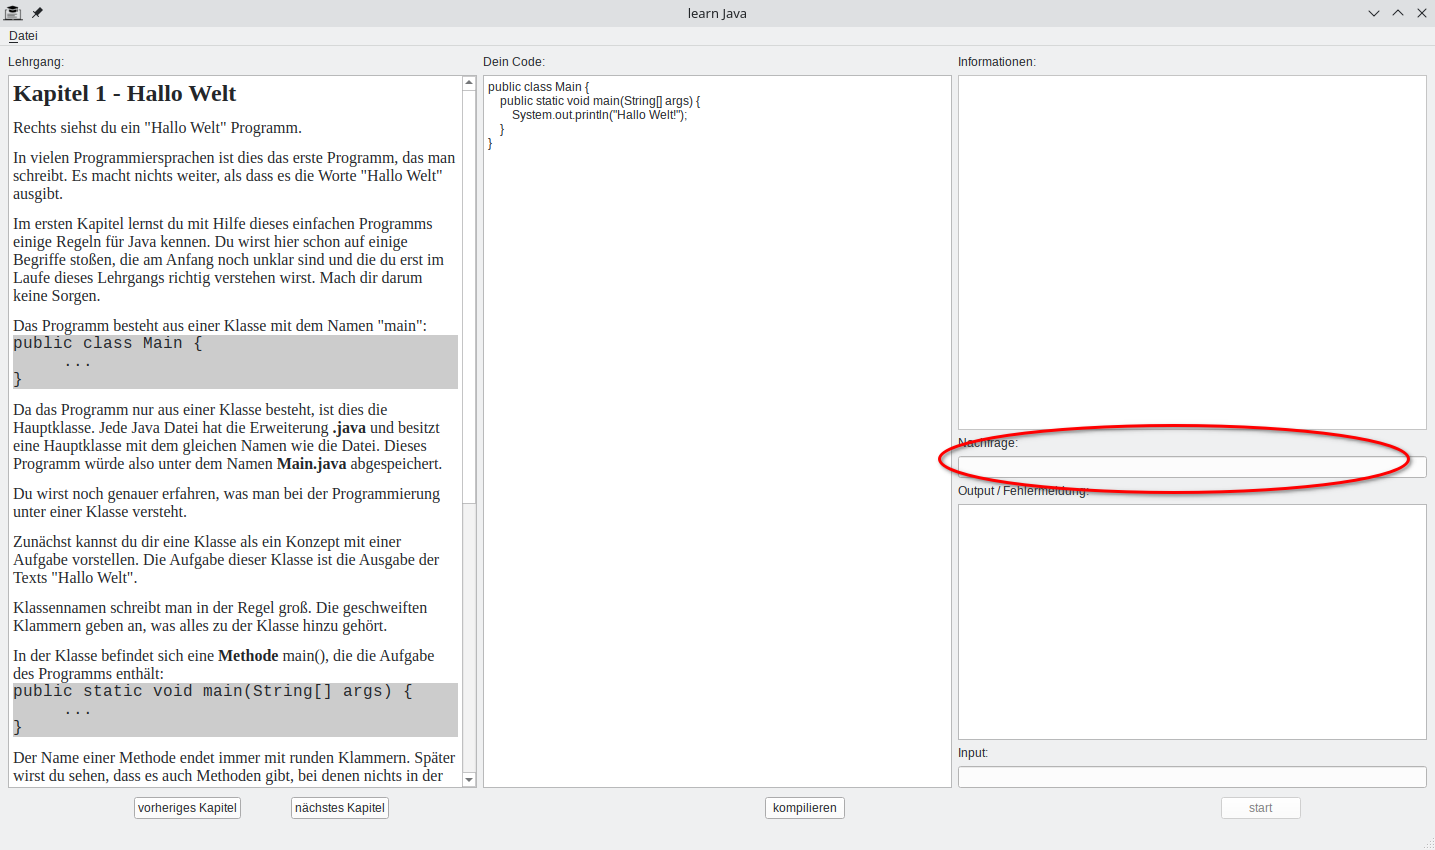 learn Java
Datei
Lehrgang:
Kapitel 1 - Hallo Welt
Rechts siehst du ein "Hallo Welt" Programm.
In vielen Programmiersprachen ist dies das erste Programm, das man
schreibt. Es macht nichts weiter, als dass es die Worte "Hallo Welt"
ausgibt.
Im ersten Kapitel lernst du mit Hilfe dieses einfachen Programms
einige Regeln für Java kennen. Du wirst hier schon auf einige
Begriffe stoßen, die am Anfang noch unklar sind und die du erst im
Laufe dieses Lehrgangs richtig verstehen wirst. Mach dir darum
keine Sorgen.
Das Programm besteht aus einer Klasse mit dem Namen "main":
public class Main {
...
}
Da das Programm nur aus einer Klasse besteht, ist dies die
Hauptklasse. Jede Java Datei hat die Erweiterung .java und besitzt
eine Hauptklasse mit dem gleichen Namen wie die Datei. Dieses
Programm würde also unter dem Namen Main.java abgespeichert.
Du wirst noch genauer erfahren, was man bei der Programmierung
unter einer Klasse versteht.
Zunächst kannst du dir eine Klasse als ein Konzept mit einer
Aufgabe vorstellen. Die Aufgabe dieser Klasse ist die Ausgabe der
Texts "Hallo Welt".
Klassennamen schreibt man in der Regel groß. Die geschweiften
Klammern geben an, was alles zu der Klasse hinzu gehört.
In der Klasse befindet sich eine Methode main(), die die Aufgabe
des Programms enthält:
public static void main(String[] args) {
...
}
Der Name einer Methode endet immer mit runden Klammern. Später
wirst du sehen, dass es auch Methoden gibt, bei denen nichts in der
vorheriges Kapitel
nächstes Kapitel
Dein Code:
public class Main {
public static void main(String[] args) {
System.out.println("Hallo Welt!");
}
}
kompilieren
Informationen:
Nachfrage:
Output / Fehlermeldung:
Input:
start